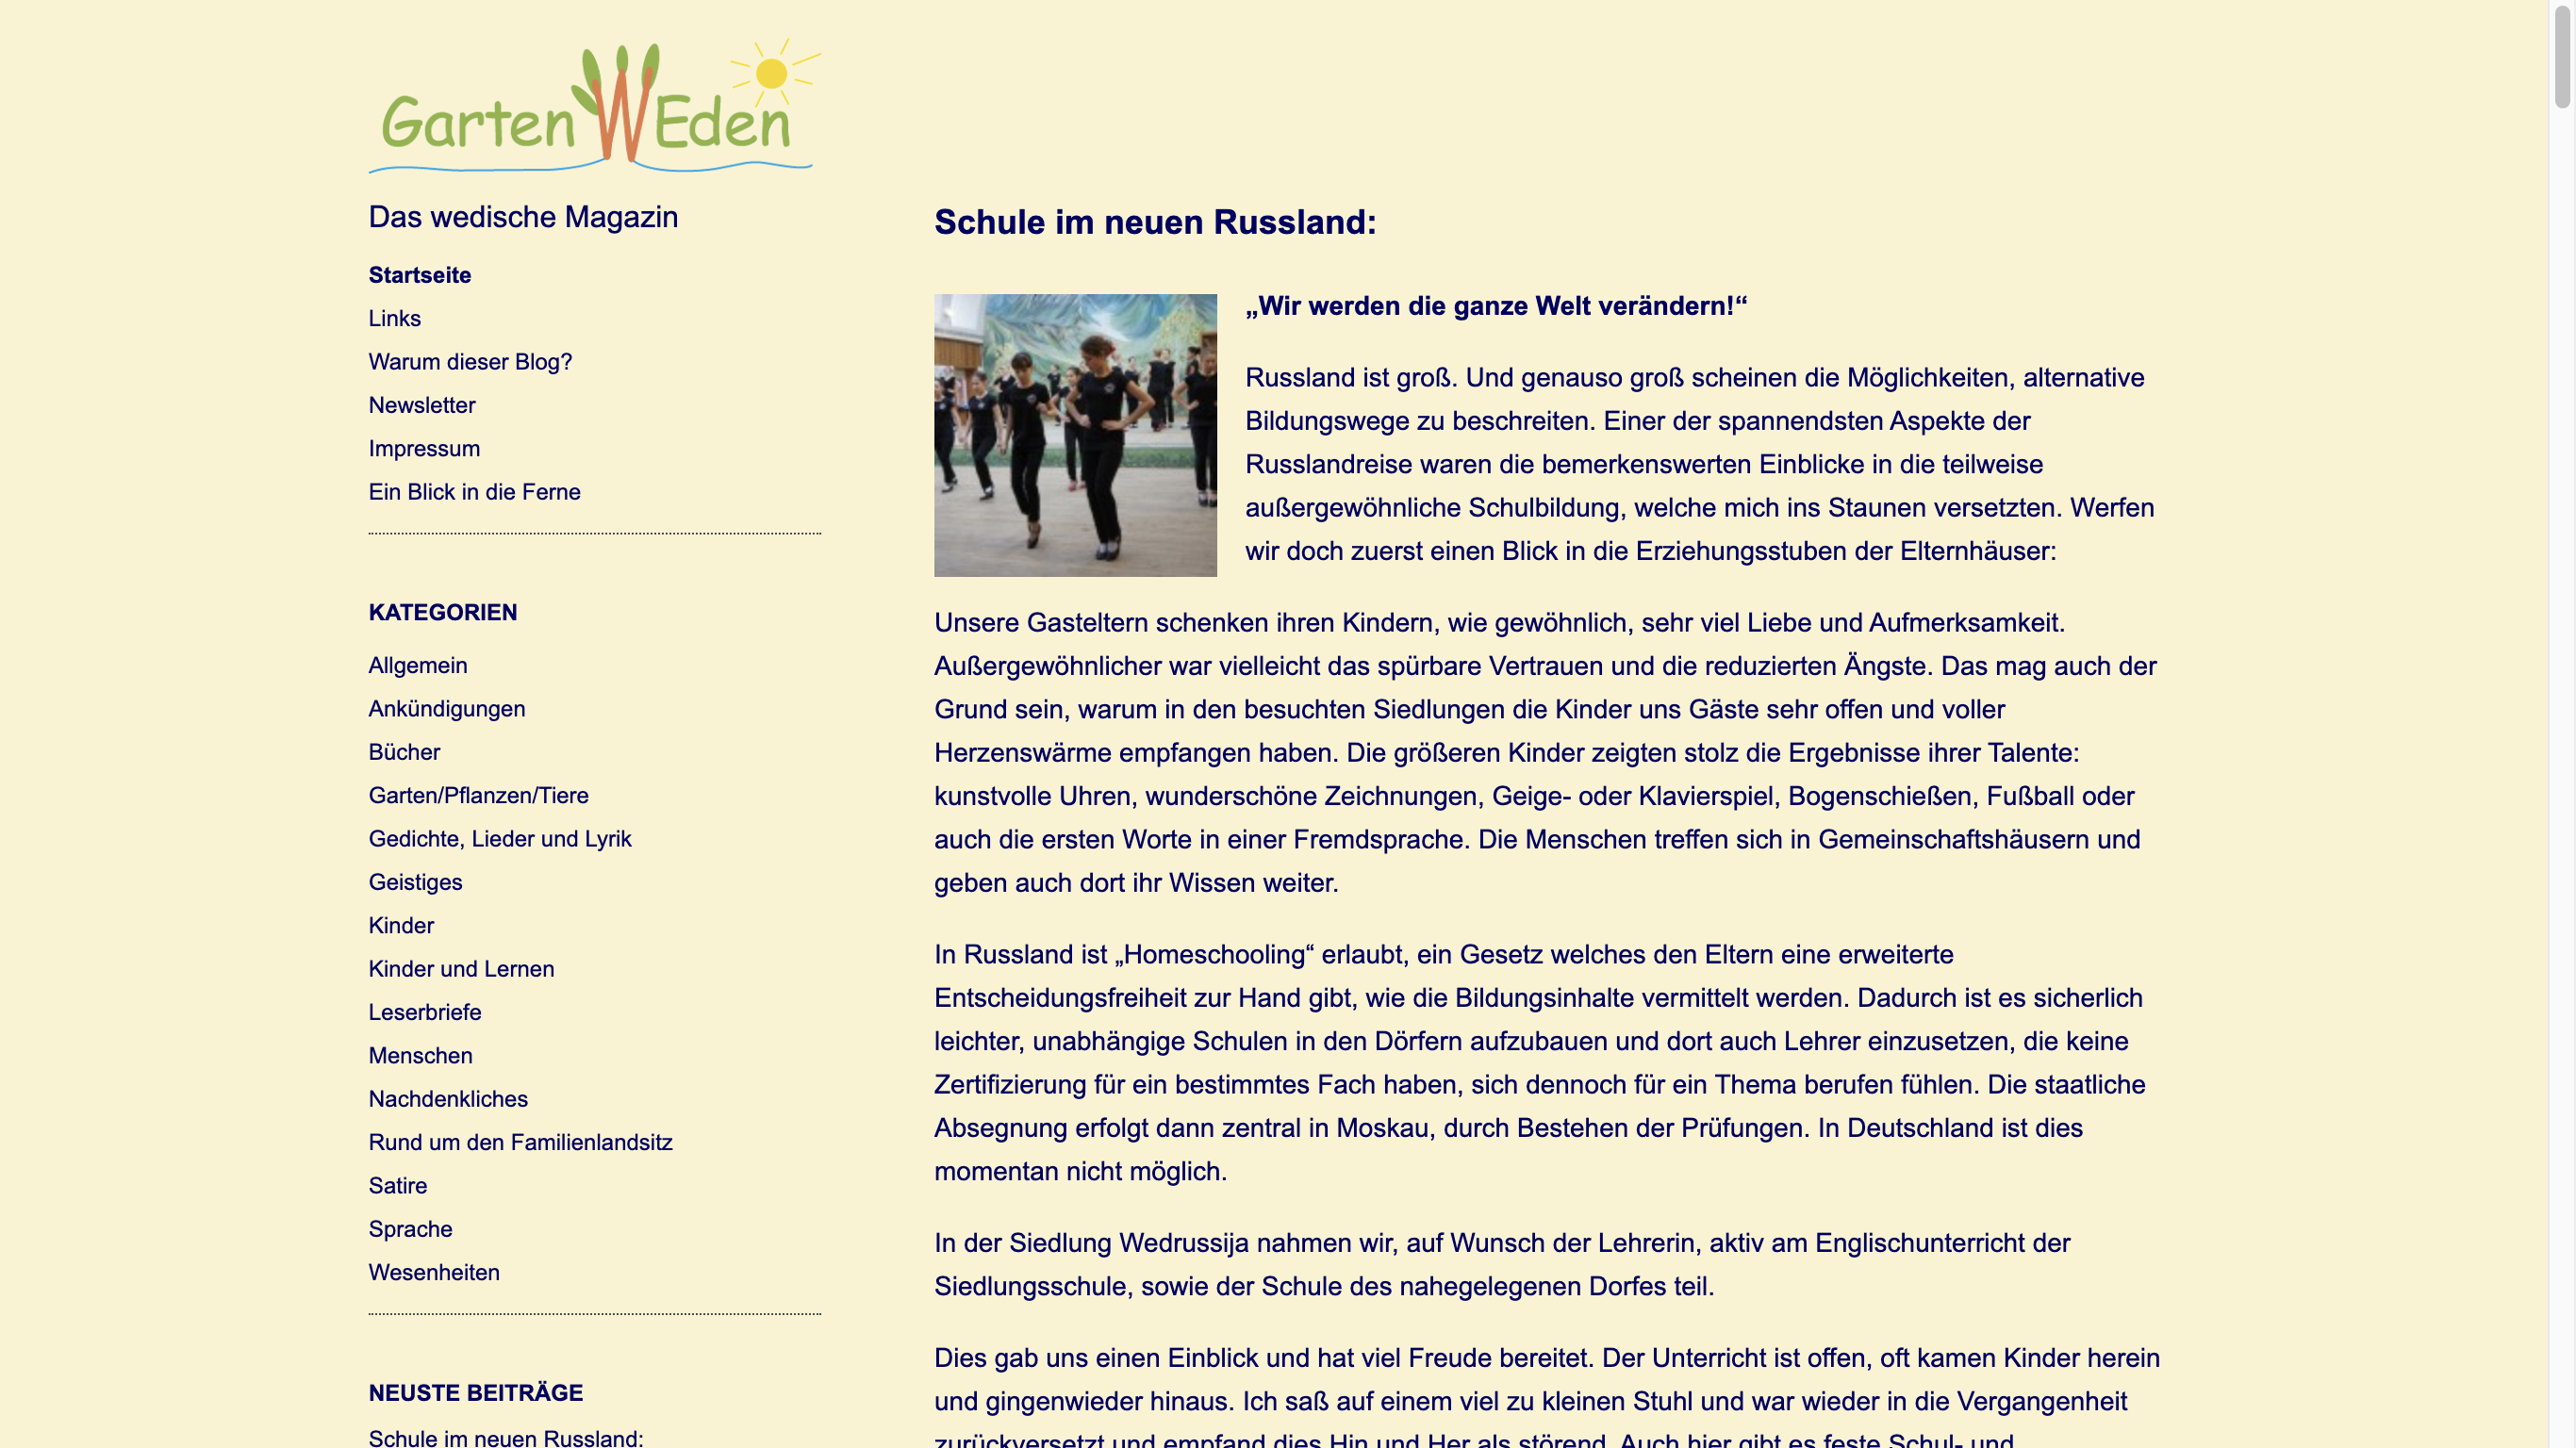 Garten W Eden
Das wedische Magazin
Startseite
Links
Warum dieser Blog?
Newsletter
Impressum
Ein Blick in die Ferne
KATEGORIEN
Allgemein
Ankündigungen
Bücher
Garten/Pflanzen/Tiere
Gedichte, Lieder und Lyrik
Geistiges
Kinder
Kinder und Lernen
Leserbriefe
Menschen
Nachdenkliches
Rund um den Familienlandsitz
Satire
Sprache
Wesenheiten
NEUSTE BEITRÄGE
Schule im neuen Russland:
Schule im neuen Russland:
„Wir werden die ganze Welt verändern!“
Russland ist groß. Und genauso groß scheinen die Möglichkeiten, alternative
Bildungswege zu beschreiten. Einer der spannendsten Aspekte der
Russlandreise waren die bemerkenswerten Einblicke in die teilweise
außergewöhnliche Schulbildung, welche mich ins Staunen versetzten. Werfen
wir doch zuerst einen Blick in die Erziehungsstuben der Elternhäuser:
Unsere Gasteltern schenken ihren Kindern, wie gewöhnlich, sehr viel Liebe und Aufmerksamkeit.
Außergewöhnlicher war vielleicht das spürbare Vertrauen und die reduzierten Ängste. Das mag auch der
Grund sein, warum in den besuchten Siedlungen die Kinder uns Gäste sehr offen und voller
Herzenswärme empfangen haben. Die größeren Kinder zeigten stolz die Ergebnisse ihrer Talente:
kunstvolle Uhren, wunderschöne Zeichnungen, Geige- oder Klavierspiel, Bogenschießen, Fußball oder
auch die ersten Worte in einer Fremdsprache. Die Menschen treffen sich in Gemeinschaftshäusern und
geben auch dort ihr Wissen weiter.
In Russland ist „Homeschooling“ erlaubt, ein Gesetz welches den Eltern eine erweiterte
Entscheidungsfreiheit zur Hand gibt, wie die Bildungsinhalte vermittelt werden. Dadurch ist es sicherlich
leichter, unabhängige Schulen in den Dörfern aufzubauen und dort auch Lehrer einzusetzen, die keine
Zertifizierung für ein bestimmtes Fach haben, sich dennoch für ein Thema berufen fühlen. Die staatliche
Absegnung erfolgt dann zentral in Moskau, durch Bestehen der Prüfungen. In Deutschland ist dies
momentan nicht möglich.
In der Siedlung Wedrussija nahmen wir, auf Wunsch der Lehrerin, aktiv am Englischunterricht der
Siedlungsschule, sowie der Schule des nahegelegenen Dorfes teil.
Dies gab uns einen Einblick und hat viel Freude bereitet. Der Unterricht ist offen, oft kamen Kinder herein
und gingenwieder hinaus. Ich saß auf einem viel zu kleinen Stuhl und war wieder in die Vergangenheit
zurückversetzt und empfand dies Hin und Her als störend. Auch hier gibt es feste Schul- und